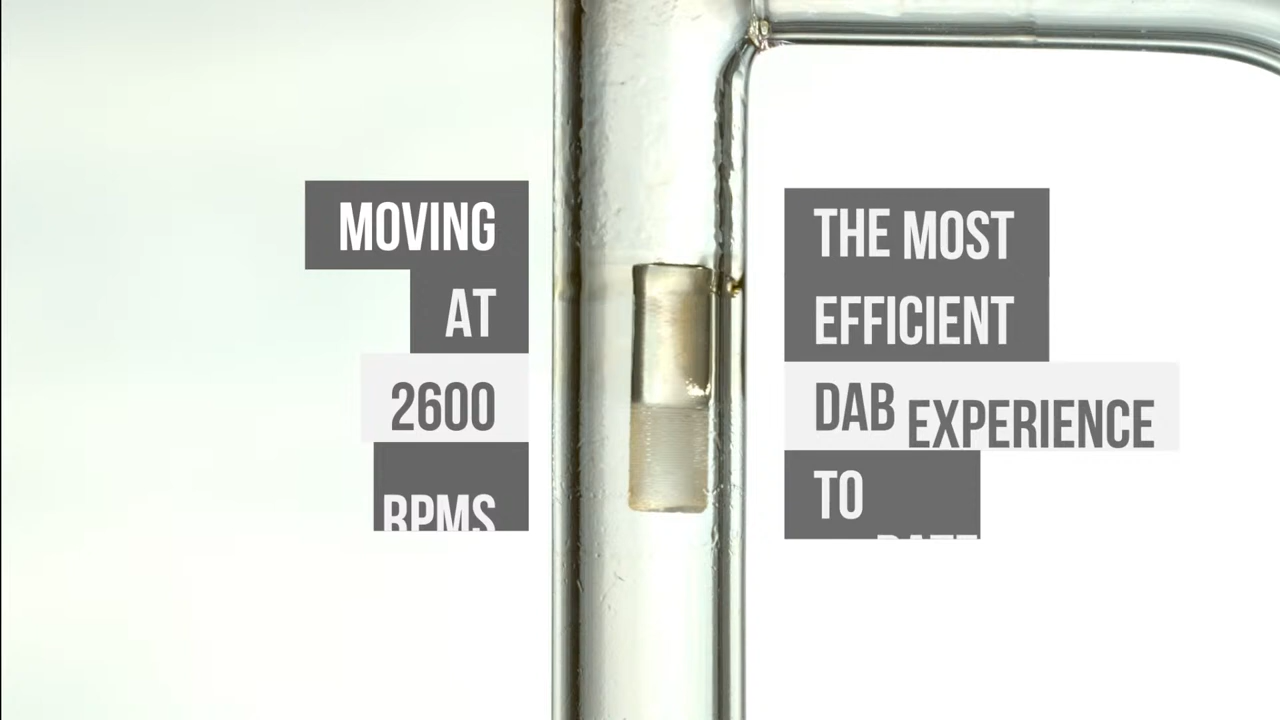 MOVING
AT
2600
RPMS
THE MOST
EFFICIENT
DAB EXPERIENCE
TO